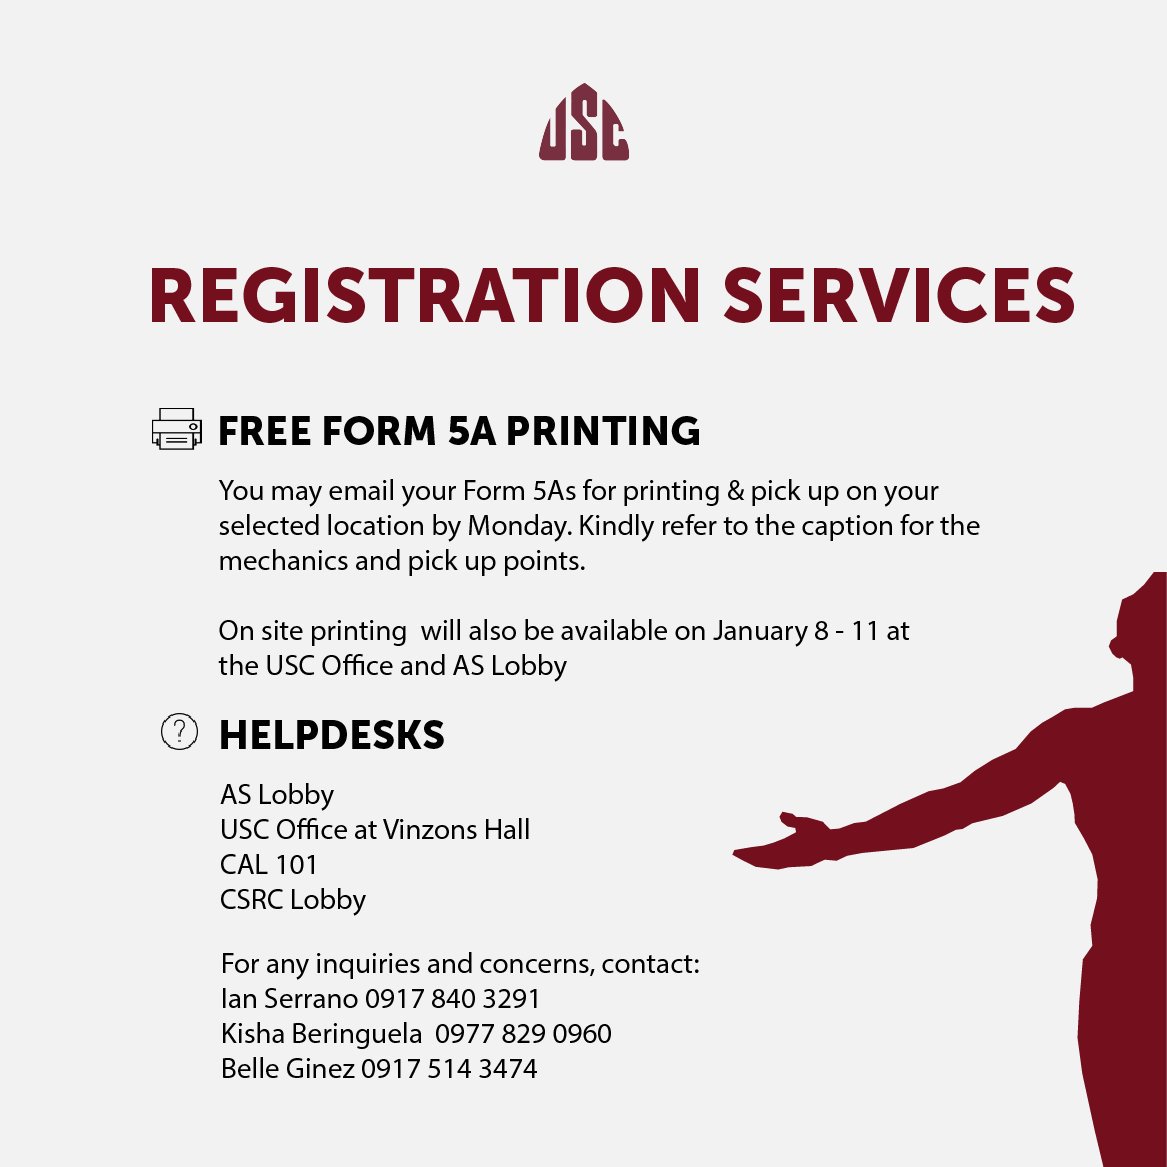 USC
REGISTRATION SERVICES
FREE FORM 5A PRINTING
You may email your Form 5As for printing & pick up on your
selected location by Monday. Kindly refer to the caption for the
mechanics and pick up points.
On site printing  will also be available on January 8 - 11 at
the USC Office and AS Lobby
?
HELPDESKS
AS Lobby
USC Office at Vinzons Hall
CAL 101
CSRC Lobby
For any inquiries and concerns, contact:
Ian Serrano 0917 840 3291
Kisha Beringuela  0977 829 0960
Belle Ginez 0917 514 3474